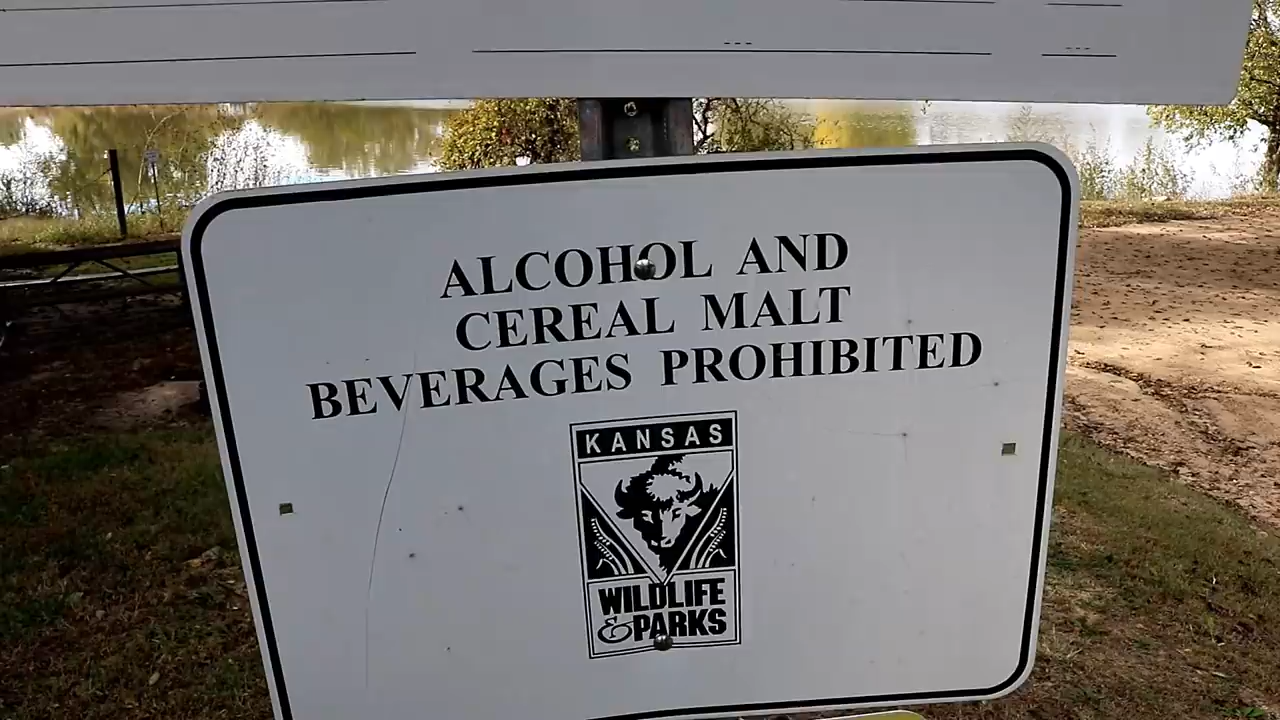 ALCOHOL AND
CEREAL MALT
BEVERAGES PROHIBITED
KANSAS
WILDLIFE
& PARKS